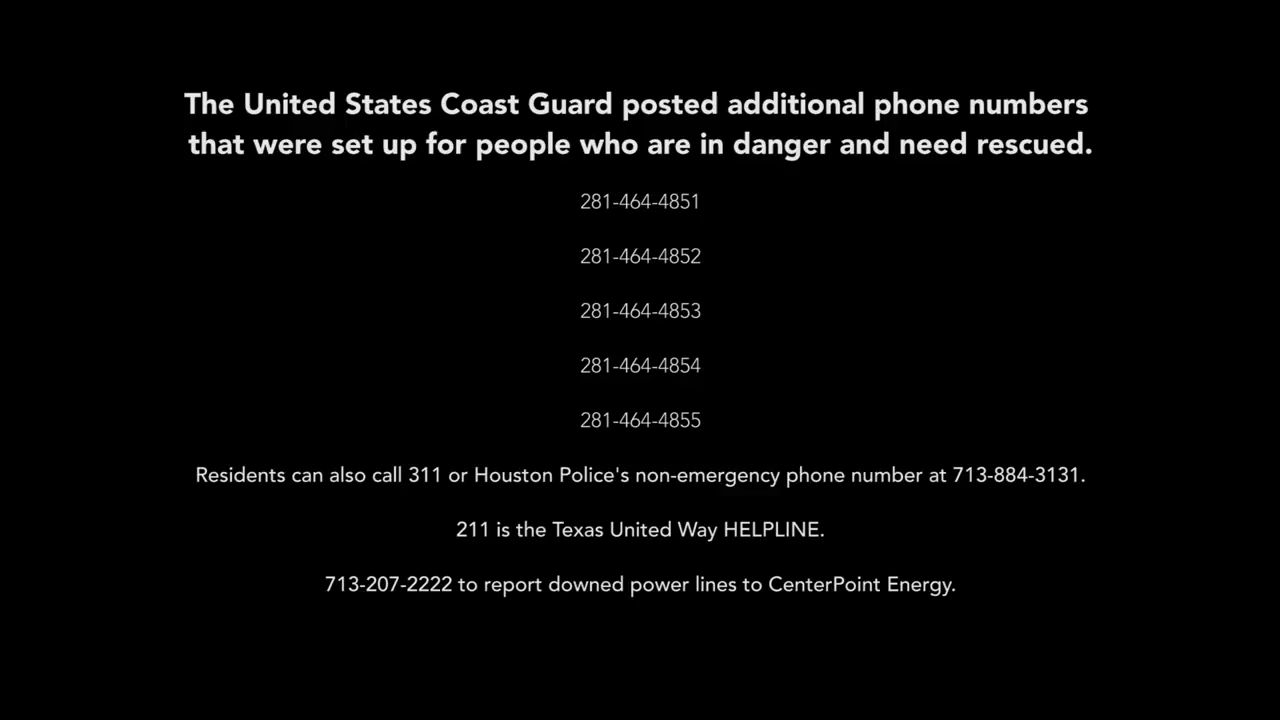 The United States Coast Guard posted additional phone numbers
that were set up for people who are in danger and need rescued.
281-464-4851
281-464-4852
281-464-4853
281-464-4854
281-464-4855
Residents can also call 311 or Houston Police's non-emergency phone number at 713-884-3131.
211 is the Texas United Way HELPLINE.
713-207-2222 to report downed power lines to CenterPoint Energy.